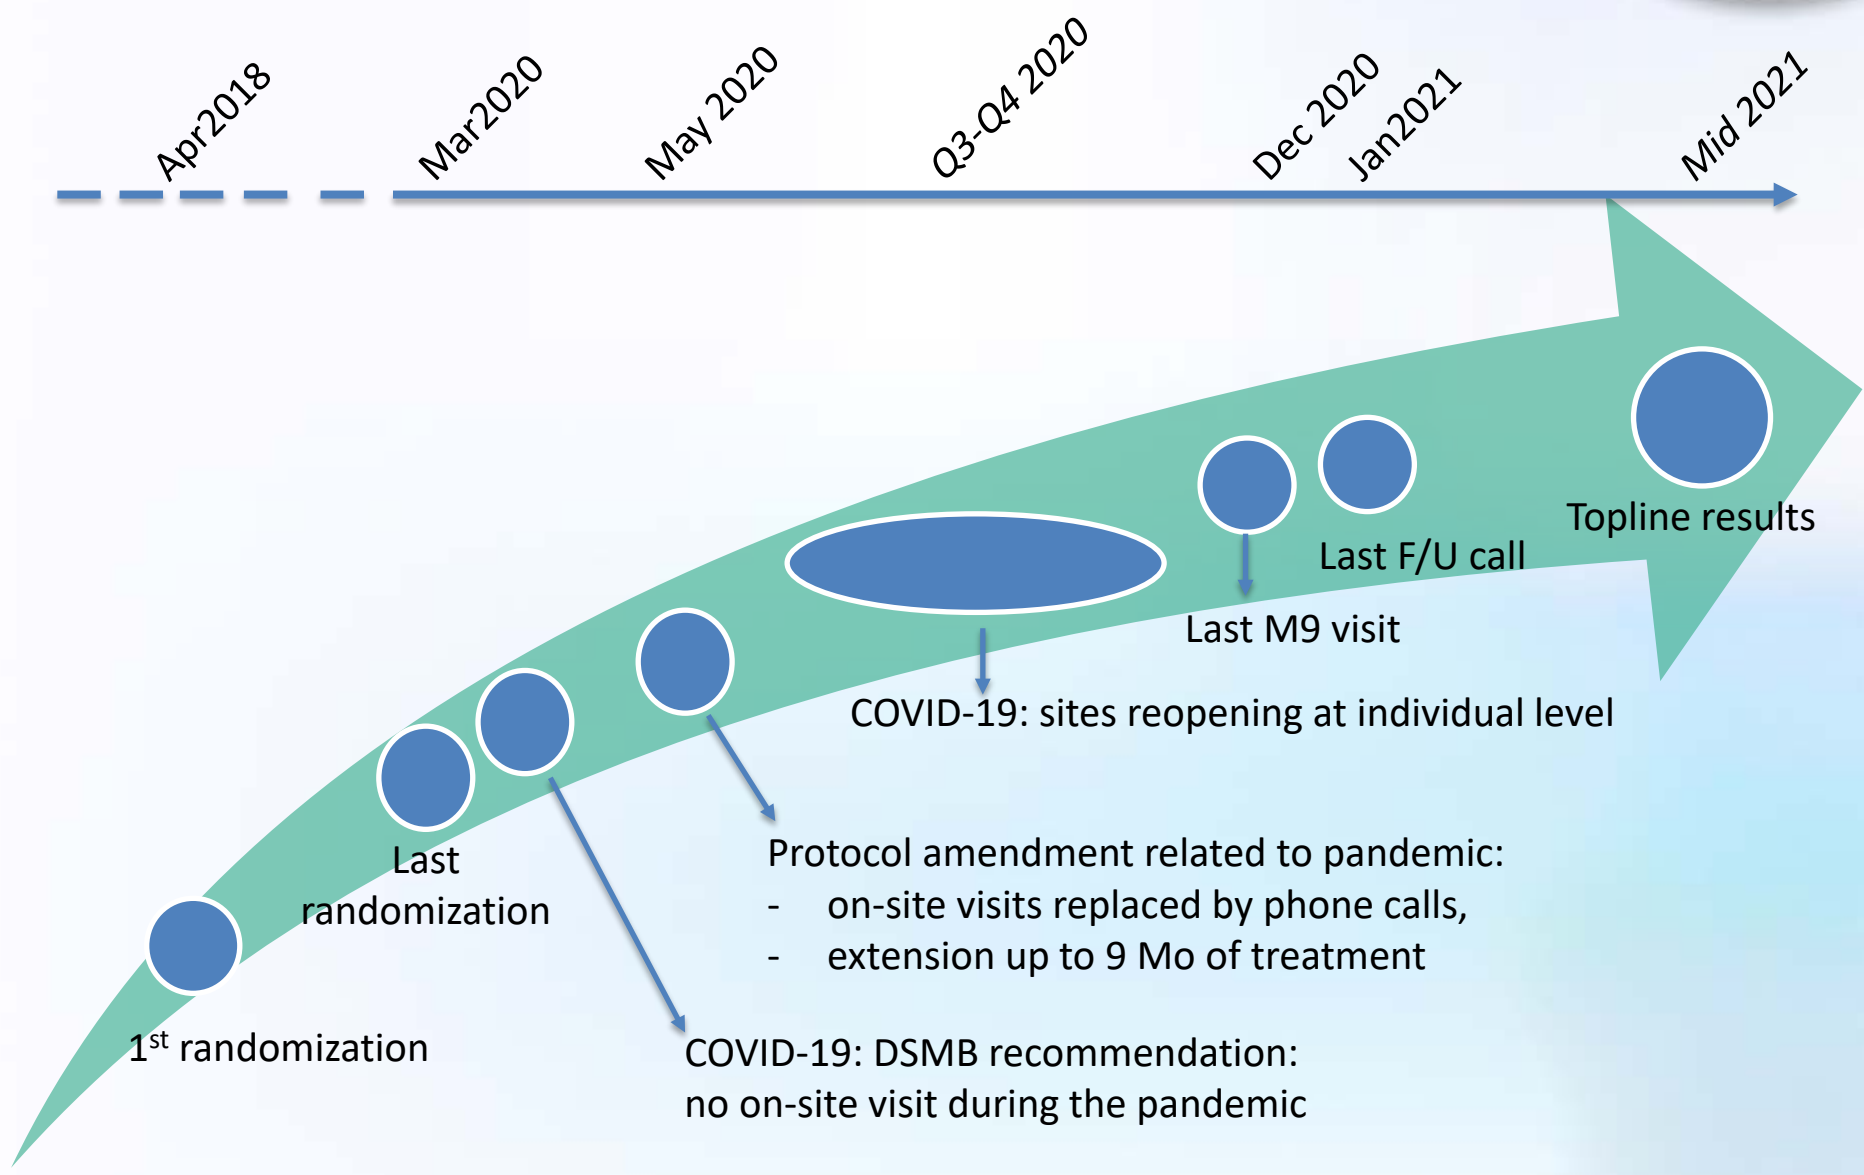 Apr2018
Mar2020
May 2020
Q3-Q4 2020
Dec 2020
Jan2021
Mid 2021
Topline results
Last F/U call
Last M9 visit
COVID-19: sites reopening at individual level
Protocol amendment related to pandemic:
- on-site visits replaced by phone calls,
- extension up to 9 Mo of treatment
Last
randomization
1st randomization
COVID-19: DSMB recommendation:
no on-site visit during the pandemic